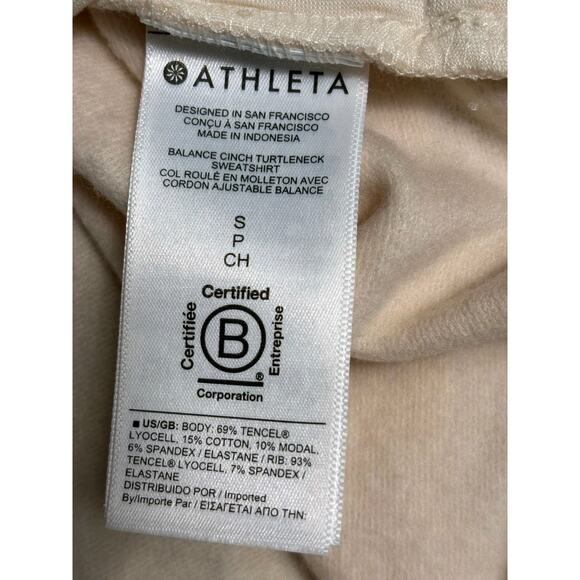 ATHLETA
DESIGNED IN SAN FRANCISCO
CONÇU À SAN FRANCISCO
MADE IN INDONESIA
BALANCE CINCH TURTLENECK
SWEATSHIRT
COL ROULÉ EN MOLLETON AVEC
CORDON AJUSTABLE BALANCE
S
P
CH
Certified
Certifiée
B
®
Entreprise
Corporation
■ US/GB: BODY: 69% TENCEL®
LYOCELL, 15% COTTON, 10% MODAL,
6% SPANDEX / ELASTANE / RIB: 93%
TENCEL® LYOCELL, 7% SPANDEX /
ELASTANE
DISTRIBUIDO POR / Imported
By/Importe Par / ΕΙΣΑΓΕΤΑΙ ΑΠΟ ΤΗΝ: